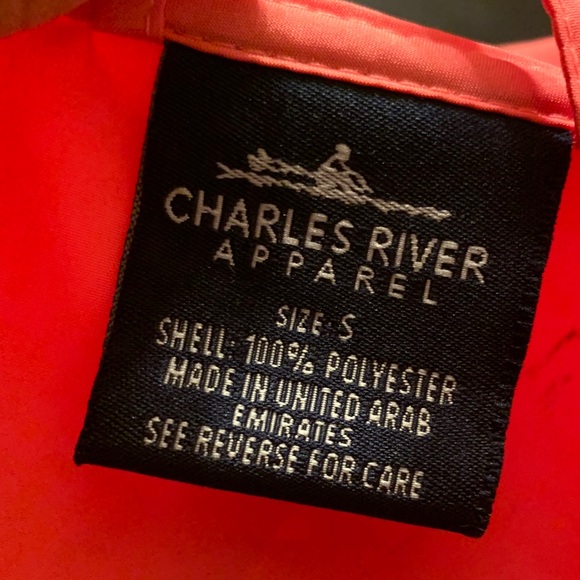 CHARLES RIVER
APPAREL
SIZE: S
SHELL: 100% POLYESTER
MADE IN UNITED ARAB
EMIRATES
SEE REVERSE FOR CARE